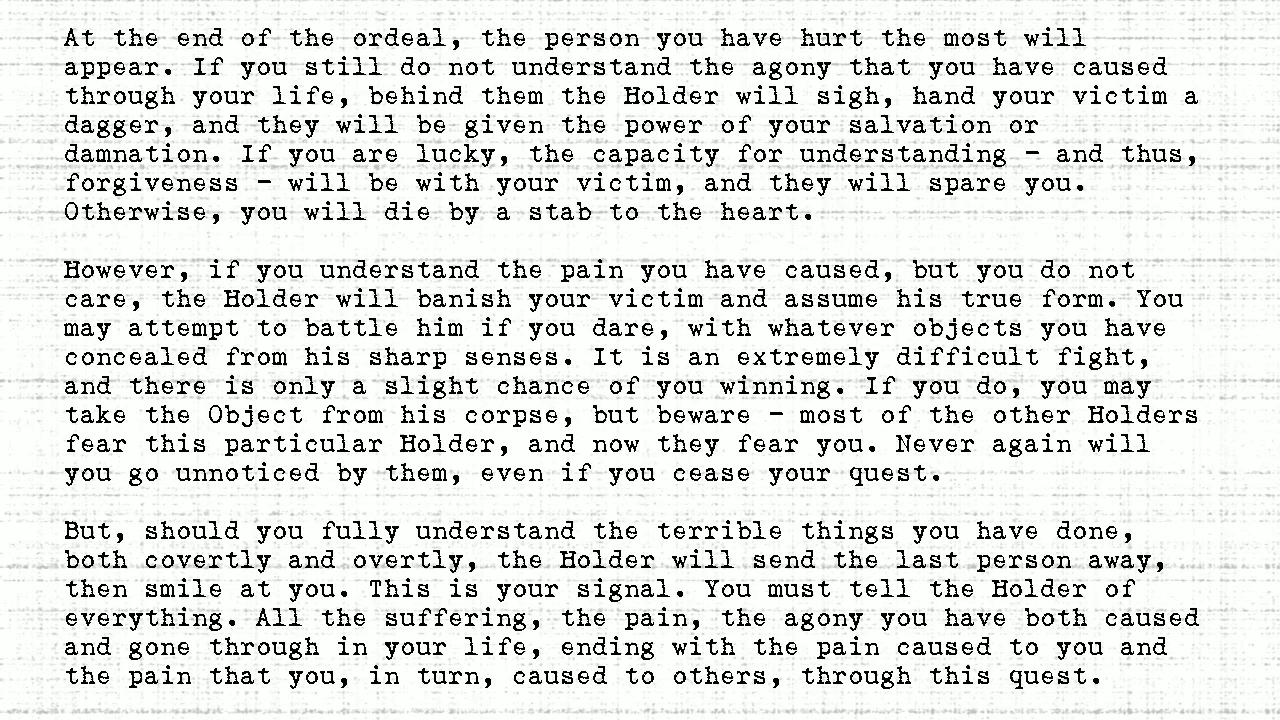 At the end of the ordeal, the person you have hurt the most will
appear. If you still do not understand the agony that you have caused
through your life, behind them the Holder will sigh, hand your victim a
dagger, and they will be given the power of your salvation or
damnation. If you are lucky, the capacity for understanding - and thus,
forgiveness - will be with your victim, and they will spare you.
Otherwise, you will die by a stab to the heart.

However, if you understand the pain you have caused, but you do not
care, the Holder will banish your victim and assume his true form. You
may attempt to battle him if you dare, with whatever objects you have
concealed from his sharp senses. It is an extremely difficult fight,
and there is only a slight chance of you winning. If you do, you may
take the Object from his corpse, but beware - most of the other Holders
fear this particular Holder, and now they fear you. Never again will
you go unnoticed by them, even if you cease your quest.

But, should you fully understand the terrible things you have done,
both covertly and overtly, the Holder will send the last person away,
then smile at you. This is your signal. You must tell the Holder of
everything. All the suffering, the pain, the agony you have both caused
and gone through in your life, ending with the pain caused to you and
the pain that you, in turn, caused to others, through this quest.